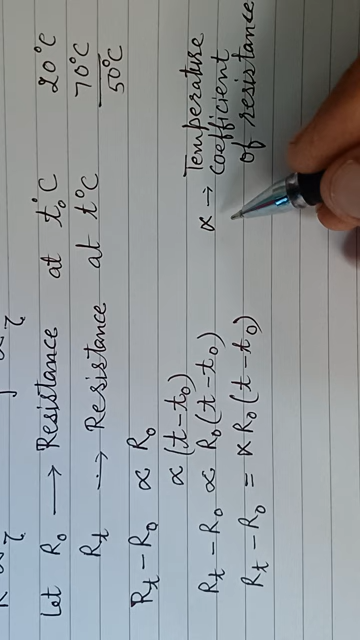 Let R₀ → Resistance at t₀°C 20°C
Rₜ → Resistance at t°C 70°C
50°C
Rₜ - R₀ ∝ R₀
∝ (t - t₀)
Rₜ - R₀ ∝ R₀ (t - t₀)
Rₜ - R₀ = ∝ R₀ (t - t₀)
∝ → Temperature
coefficient
of resistance